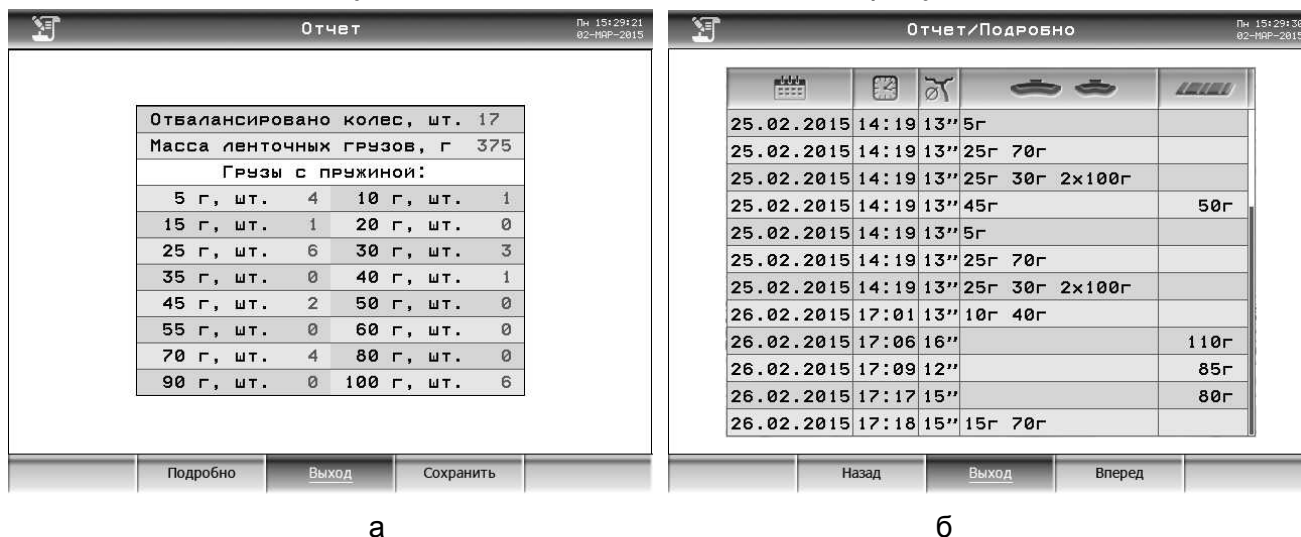 Отчет
Пн 15:29:21
02-МАР-2015
Отбалансировано колес, шт. 17
Масса ленточных грузов, г 375
Грузы с пружиной:
5 г, шт. 4 10 г, шт. 1
15 г, шт. 1 20 г, шт. 0
25 г, шт. 6 30 г, шт. 3
35 г, шт. 0 40 г, шт. 1
45 г, шт. 2 50 г, шт. 0
55 г, шт. 0 60 г, шт. 0
70 г, шт. 4 80 г, шт. 0
90 г, шт. 0 100 г, шт. 6
Подробно Выход Сохранить
а
Отчет/Подробно
Пн 15:29:30
02-МАР-2015
25.02.2015 14:19 13″ 5г
25.02.2015 14:19 13″ 25г 70г
25.02.2015 14:19 13″ 25г 30г 2x100г
25.02.2015 14:19 13″ 45г 50г
25.02.2015 14:19 13″ 5г
25.02.2015 14:19 13″ 25г 70г
25.02.2015 14:19 13″ 25г 30г 2x100г
26.02.2015 17:01 13″ 10г 40г
26.02.2015 17:06 16″ 110г
26.02.2015 17:09 12″ 85г
26.02.2015 17:17 15″ 80г
26.02.2015 17:18 15″ 15г 70г
Назад Выход Вперед
б